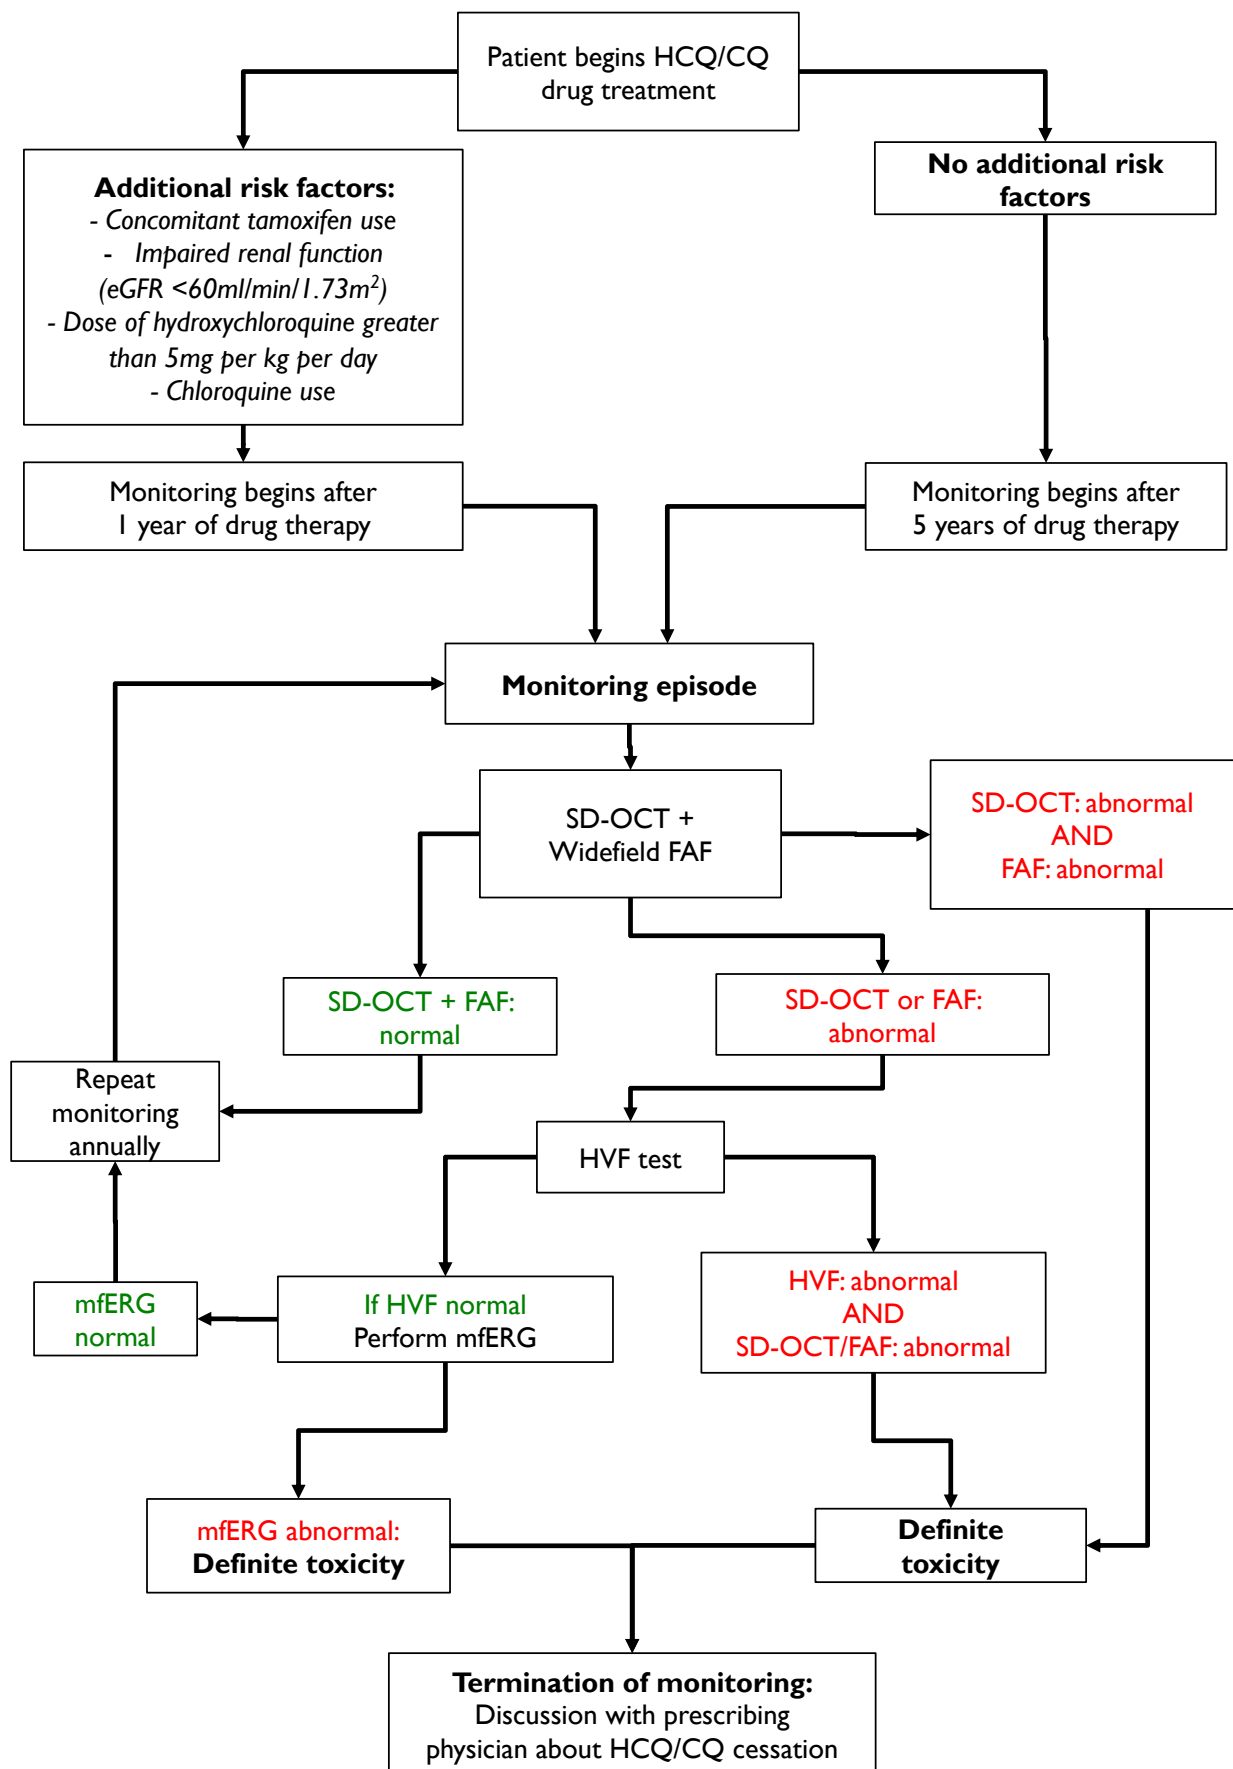 Patient begins HCQ/CQ
drug treatment
Additional risk factors:
- Concomitant tamoxifen use
- Impaired renal function
(eGFR <60ml/min/1.73m²)
- Dose of hydroxychloroquine greater
than 5mg per kg per day
- Chloroquine use
No additional risk
factors
Monitoring begins after
1 year of drug therapy
Monitoring begins after
5 years of drug therapy
Monitoring episode
SD-OCT +
Widefield FAF
SD-OCT: abnormal
AND
FAF: abnormal
SD-OCT + FAF:
normal
SD-OCT or FAF:
abnormal
Repeat
monitoring
annually
HVF test
mfERG
normal
If HVF normal
Perform mfERG
HVF: abnormal
AND
SD-OCT/FAF: abnormal
mfERG abnormal:
Definite toxicity
Definite
toxicity
Termination of monitoring:
Discussion with prescribing
physician about HCQ/CQ cessation